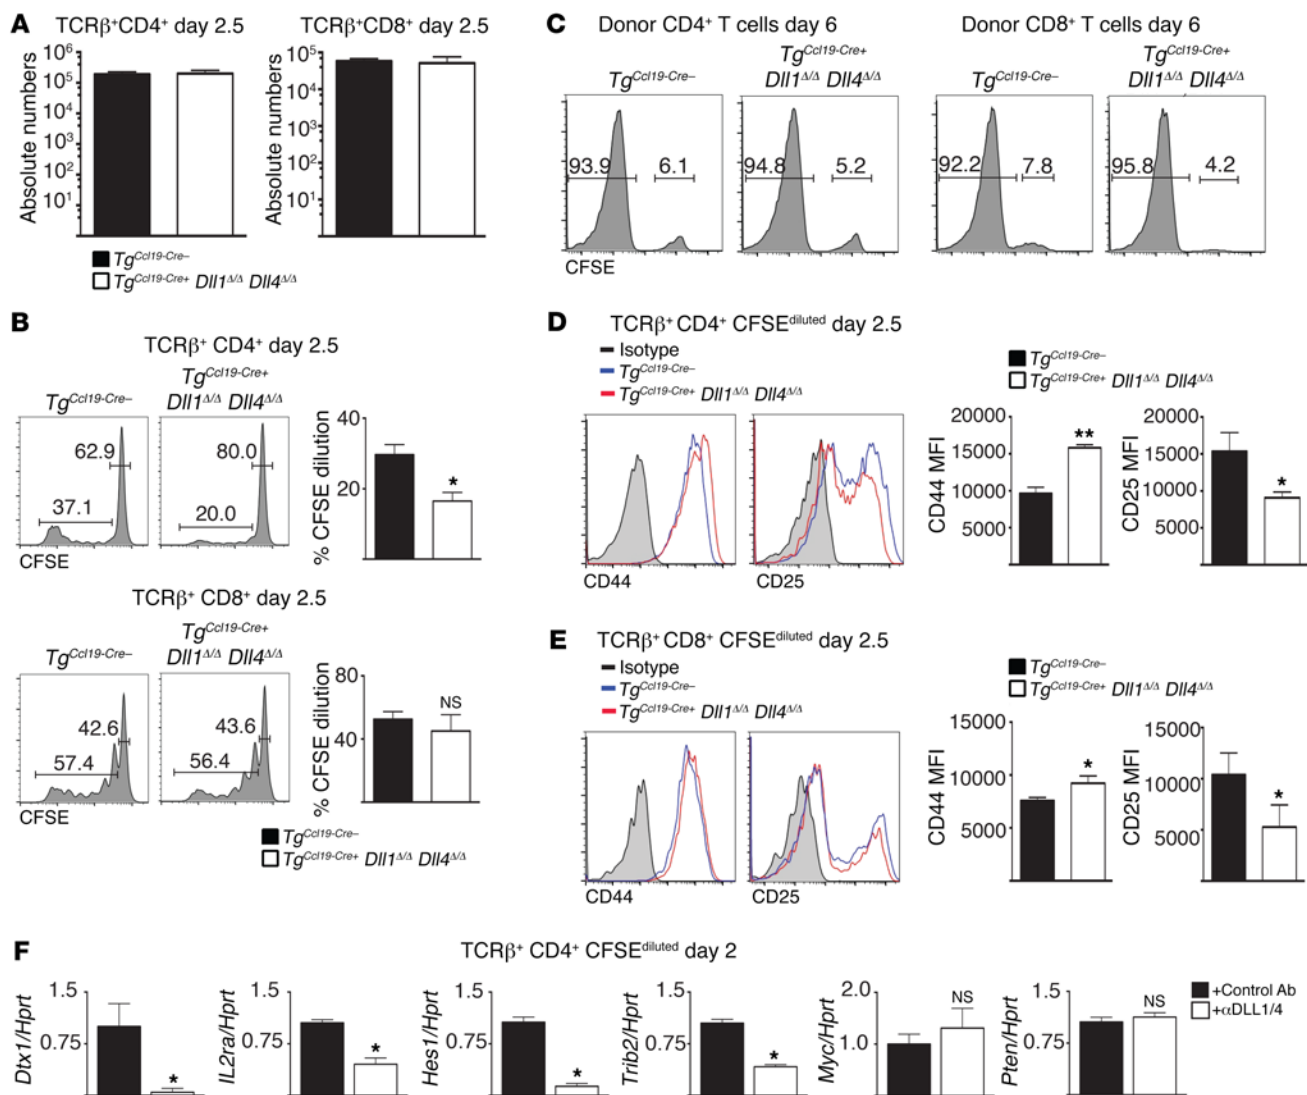 A
TCRβ⁺CD4⁺ day 2.5
TCRβ⁺CD8⁺ day 2.5
Absolute numbers
10⁶
10⁵
10⁴
10³
10²
10¹
Absolute numbers
10⁵
10⁴
10³
10²
10¹
Tg^Ccl19-Cre–
Tg^Ccl19-Cre+ Dll1^Δ/Δ Dll4^Δ/Δ
B
TCRβ⁺ CD4⁺ day 2.5
Tg^Ccl19-Cre–
Tg^Ccl19-Cre+
Dll1^Δ/Δ Dll4^Δ/Δ
62.9
37.1
80.0
20.0
CFSE
% CFSE dilution
40
20
*
TCRβ⁺ CD8⁺ day 2.5
Tg^Ccl19-Cre–
Tg^Ccl19-Cre+
Dll1^Δ/Δ Dll4^Δ/Δ
42.6
57.4
43.6
56.4
CFSE
% CFSE dilution
80
40
NS
Tg^Ccl19-Cre–
Tg^Ccl19-Cre+ Dll1^Δ/Δ Dll4^Δ/Δ
C
Donor CD4⁺ T cells day 6
Donor CD8⁺ T cells day 6
Tg^Ccl19-Cre–
Tg^Ccl19-Cre+
Dll1^Δ/Δ Dll4^Δ/Δ
Tg^Ccl19-Cre–
Tg^Ccl19-Cre+
Dll1^Δ/Δ Dll4^Δ/Δ
93.9
6.1
94.8
5.2
92.2
7.8
95.8
4.2
CFSE
D
TCRβ⁺ CD4⁺ CFSE^diluted day 2.5
Isotype
Tg^Ccl19-Cre–
Tg^Ccl19-Cre+ Dll1^Δ/Δ Dll4^Δ/Δ
CD44
CD25
Tg^Ccl19-Cre–
Tg^Ccl19-Cre+ Dll1^Δ/Δ Dll4^Δ/Δ
CD44 MFI
20000
15000
10000
5000
**
CD25 MFI
20000
15000
10000
5000
*
E
TCRβ⁺ CD8⁺ CFSE^diluted day 2.5
Isotype
Tg^Ccl19-Cre–
Tg^Ccl19-Cre+ Dll1^Δ/Δ Dll4^Δ/Δ
CD44
CD25
Tg^Ccl19-Cre–
Tg^Ccl19-Cre+ Dll1^Δ/Δ Dll4^Δ/Δ
CD44 MFI
15000
10000
5000
*
CD25 MFI
15000
10000
5000
*
F
TCRβ⁺ CD4⁺ CFSE^diluted day 2
Dtx1/Hprt
1.5
0.75
*
IL2ra/Hprt
1.5
0.75
*
Hes1/Hprt
1.5
0.75
*
Trib2/Hprt
1.5
0.75
*
Myc/Hprt
2.0
1.0
NS
Pten/Hprt
1.5
0.75
NS
+Control Ab
+αDLL1/4